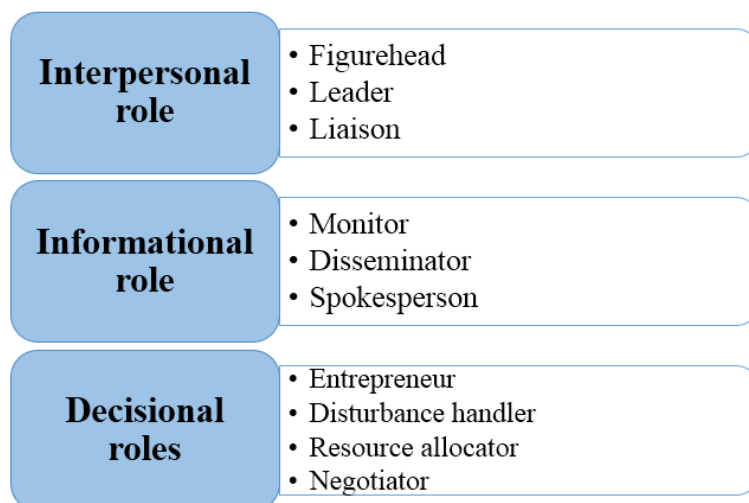 Interpersonal
role
• Figurehead
• Leader
• Liaison
Informational
role
• Monitor
• Disseminator
• Spokesperson
Decisional
roles
• Entrepreneur
• Disturbance handler
• Resource allocator
• Negotiator